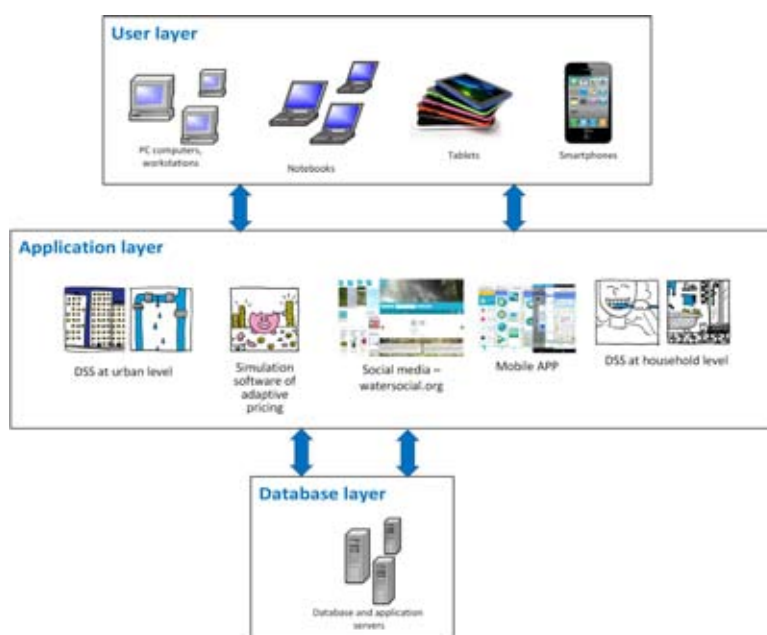 User layer
PC computers,
workstations
Notebooks
Tablets
Smartphones
Application layer
DSS at urban level
Simulation
software of
adaptive
pricing
Social media –
watersocial.org
Mobile APP
DSS at household level
Database layer
Database and application
servers